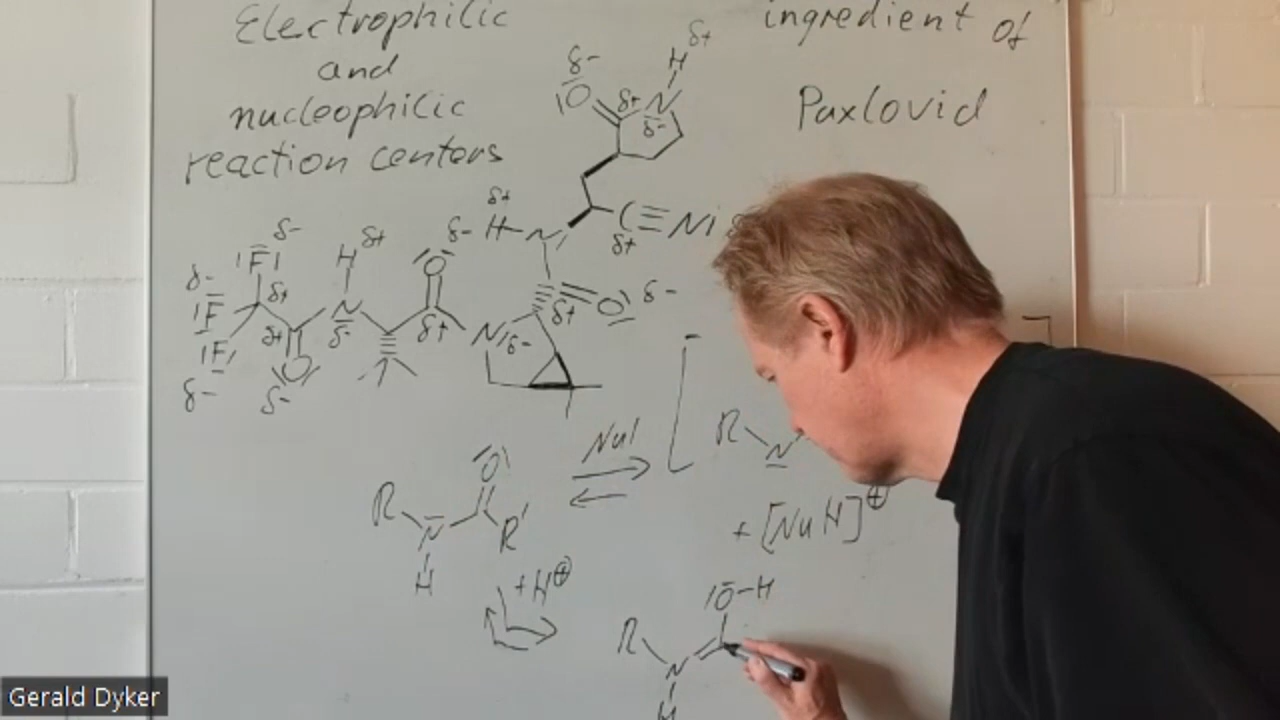 Electrophilic
and
nucleophilic
reaction centers
ingredient of
Paxlovid
δ-
O
H
δ+
δ+
N
δ-
δ+
H
N
C≡N
δ+
δ-
F
δ-
F
F
δ-
δ+
δ+
O
δ-
H
δ+
N
δ-
O
δ-
δ+
N
δ-
δ+
O
δ-
R
N
H
O
R'
Nu
R
N
+ [NuH]⊕
+H⊕
R
N
H
O-H
Gerald Dyker